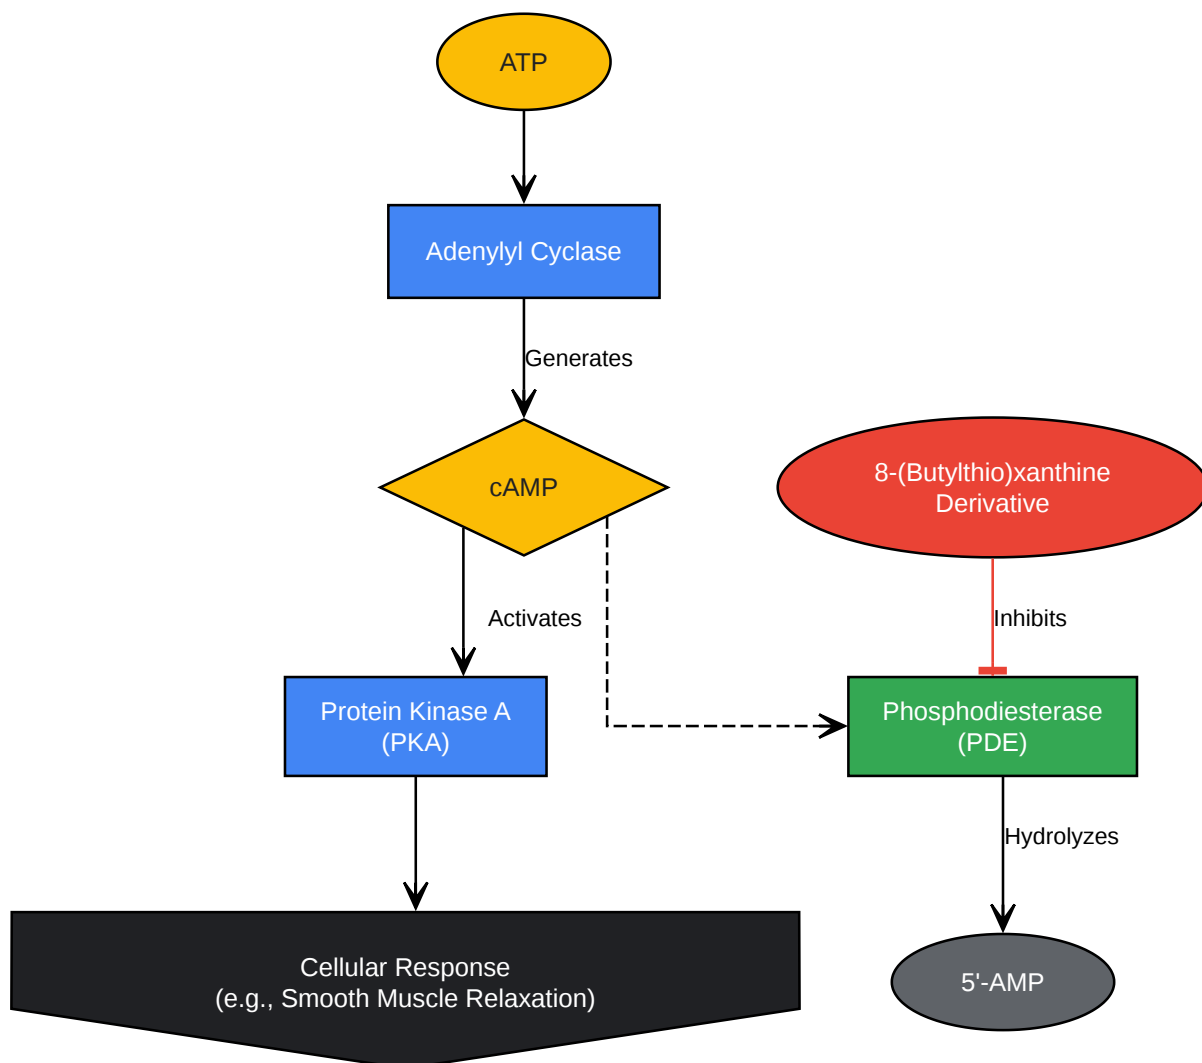 ATP
Adenylyl Cyclase
Generates
cAMP
8-(Butylthio)xanthine
Derivative
Activates
Inhibits
Protein Kinase A
(PKA)
Phosphodiesterase
(PDE)
Hydrolyzes
Cellular Response
(e.g., Smooth Muscle Relaxation)
5'-AMP